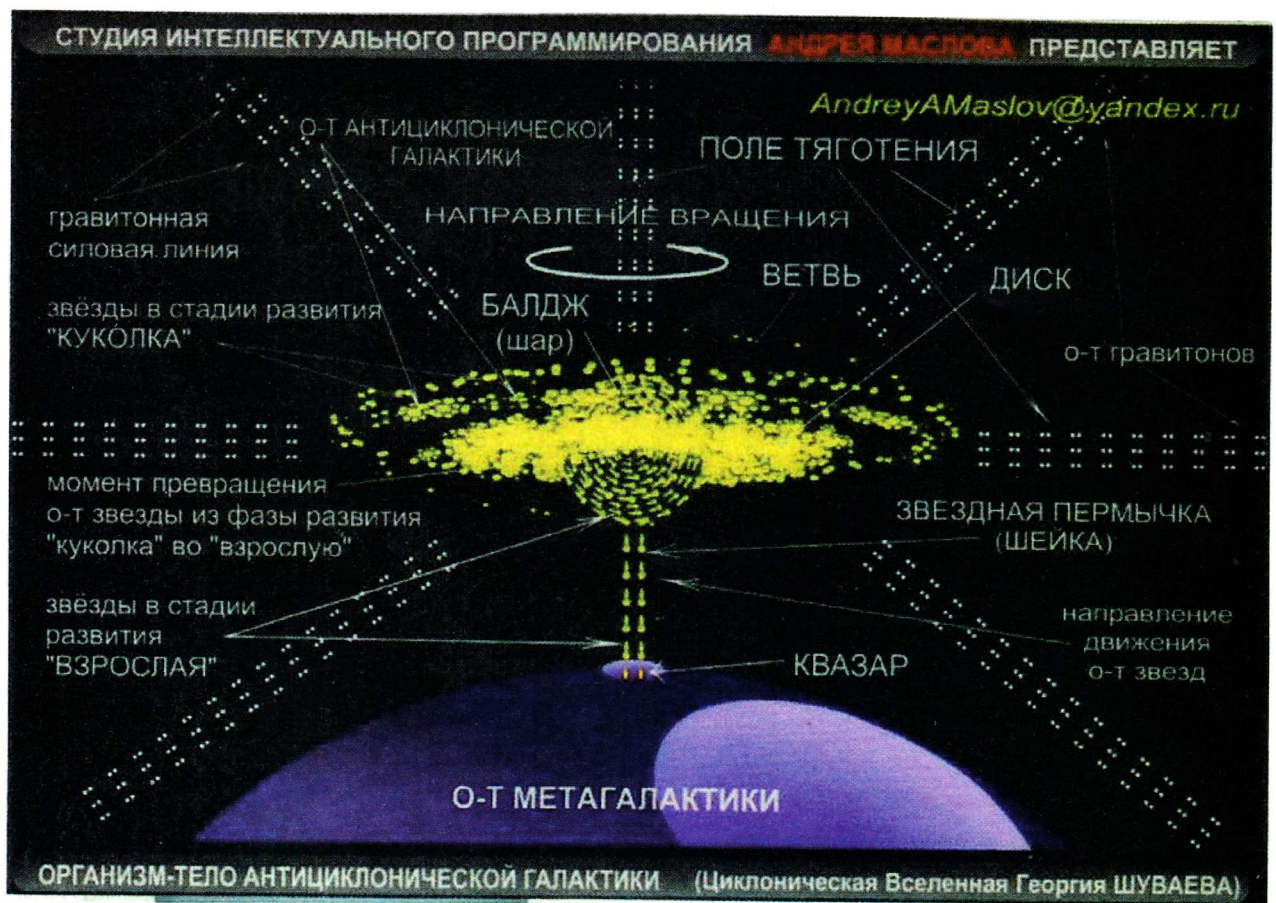 СТУДИЯ ИНТЕЛЛЕКТУАЛЬНОГО ПРОГРАММИРОВАНИЯ АНДРЕЯ МАСЛОВА ПРЕДСТАВЛЯЕТ
AndreyAMaslov@yandex.ru
О-Т АНТИЦИКЛОНИЧЕСКОЙ
ГАЛАКТИКИ
ПОЛЕ ТЯГОТЕНИЯ
гравитонная
силовая линия
НАПРАВЛЕНИЕ ВРАЩЕНИЯ
ВЕТВЬ
ДИСК
звёзды в стадии развития
"КУКОЛКА"
БАЛДЖ
(шар)
о-т гравитонов
момент превращения
о-т звезды из фазы развития
"куколка" во "взрослую"
ЗВЕЗДНАЯ ПЕРМЫЧКА
(ШЕЙКА)
звёзды в стадии
развития
"ВЗРОСЛАЯ"
направление
движения
о-т звезд
КВАЗАР
О-Т МЕТАГАЛАКТИКИ
ОРГАНИЗМ-ТЕЛО АНТИЦИКЛОНИЧЕСКОЙ ГАЛАКТИКИ (Циклоническая Вселенная Георгия ШУВАЕВА)